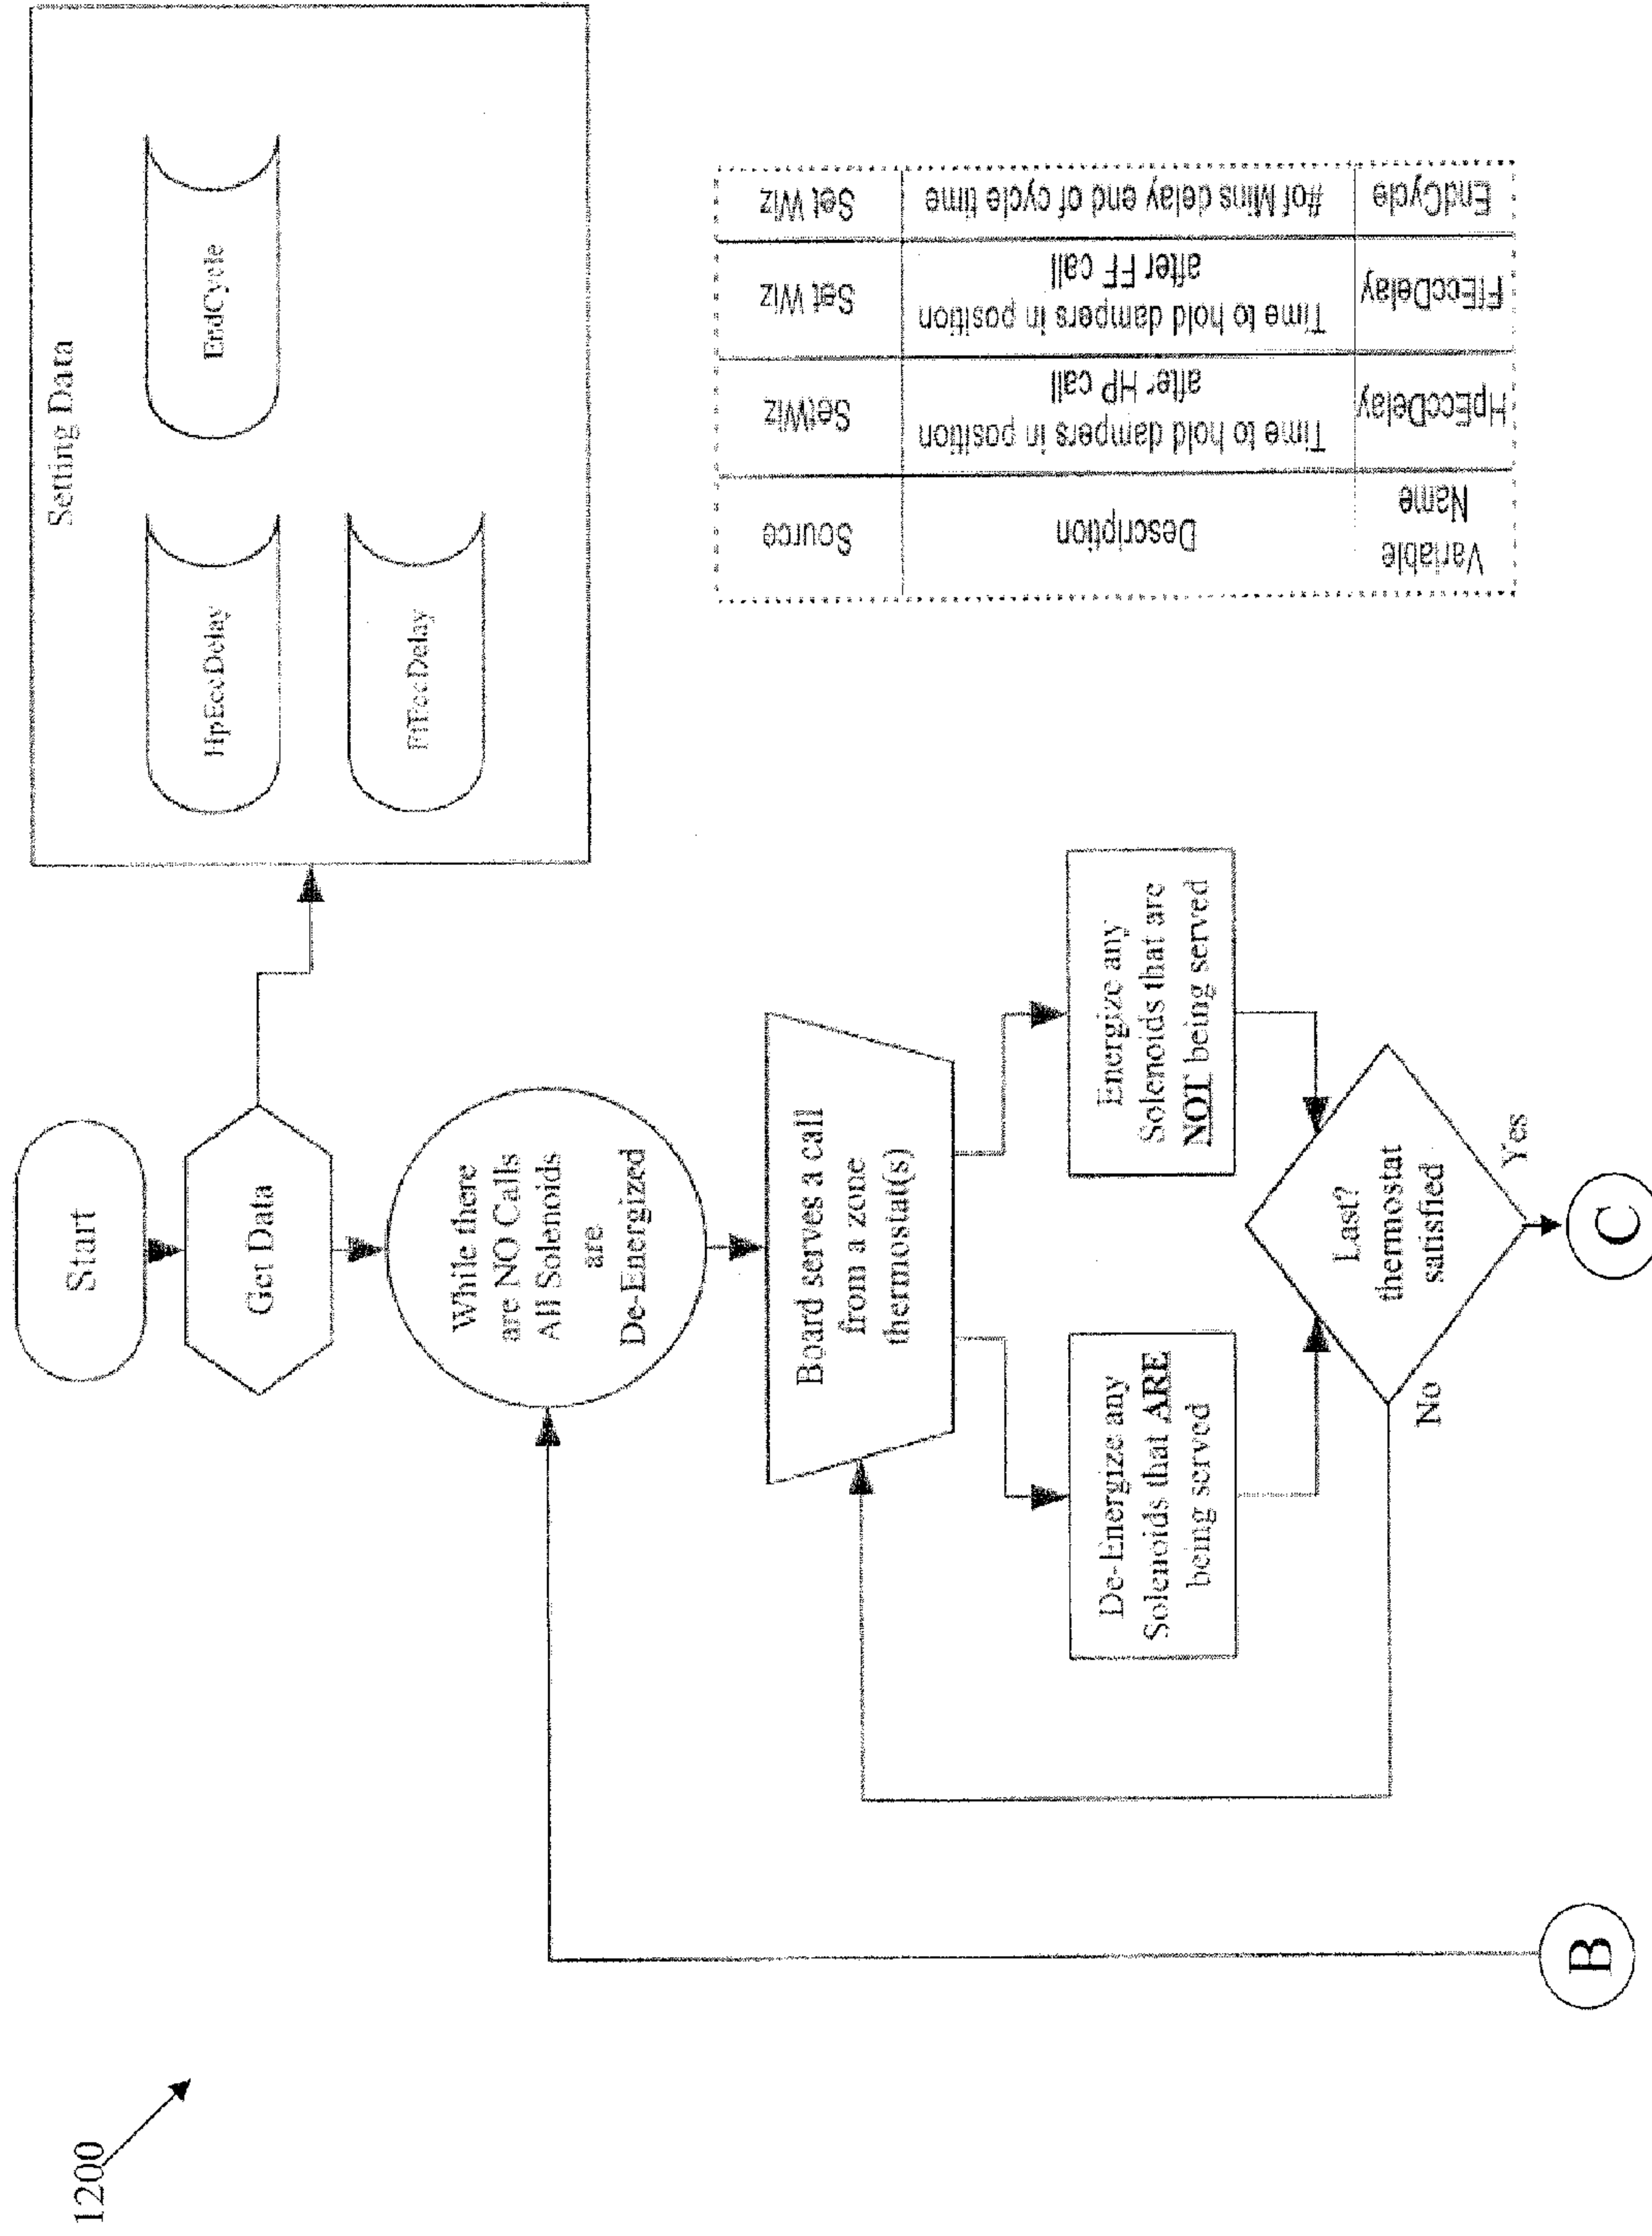 1200
Start
Get Data
Setting Data
HpEccDelay
EndCycle
FfEccDelay
While there
are NO Calls
All Solenoids
are
De-Energized
Board serves a call
from a zone
thermostat(s)
De-Energize any
Solenoids that ARE
being served
Energize any
Solenoids that are
NOT being served
Last?
thermostat
satisfied
No
Yes
B
C
Variable
Name
Description
Source
HpEccDelay
Time to hold dampers in position
after HP call
SetWiz
FfEccDelay
Time to hold dampers in position
after FF call
Set Wiz
EndCycle
#of Mins delay end of cycle time
Set Wiz